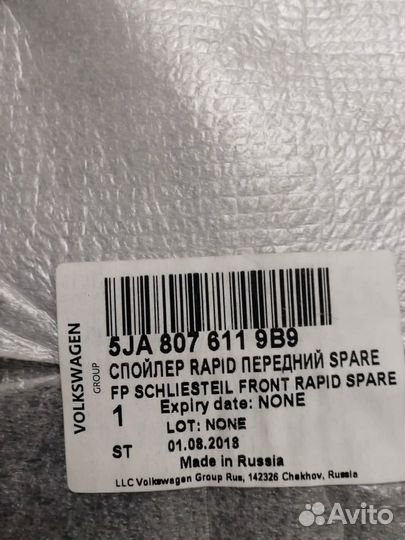 VOLKSWAGEN
GROUP
5JA 807 611 9B9
СПОЙЛЕР RAPID ПЕРЕДНИЙ SPARE
FP SCHLIESTEIL FRONT RAPID SPARE
1 Expiry date: NONE
LOT: NONE
ST 01.08.2018
Made in Russia
LLC Volkswagen Group Rus, 142326 Chekhov, Russia
Avito